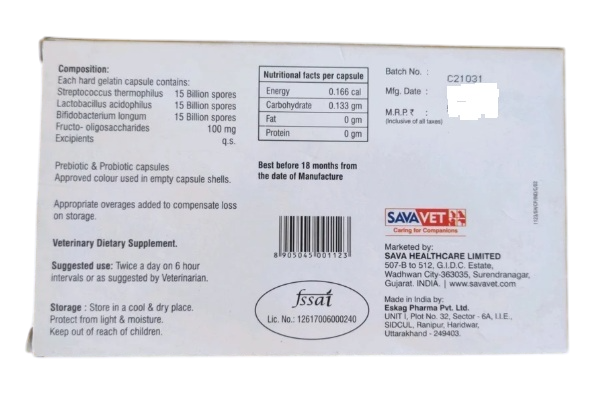 Composition:
Each hard gelatin capsule contains:
Streptococcus thermophilus 15 Billion spores
Lactobacillus acidophilus 15 Billion spores
Bifidobacterium longum 15 Billion spores
Fructo- oligosaccharides 100 mg
Excipients q.s.
Prebiotic & Probiotic capsules
Approved colour used in empty capsule shells.
Appropriate overages added to compensate loss
on storage.
Veterinary Dietary Supplement.
Suggested use: Twice a day on 6 hour
intervals or as suggested by Veterinarian.
Storage : Store in a cool & dry place.
Protect from light & moisture.
Keep out of reach of children.
Nutritional facts per capsule
Energy 0.166 cal
Carbohydrate 0.133 gm
Fat 0 gm
Protein 0 gm
Best before 18 months from
the date of Manufacture
8 905045 001123
fssai
Lic. No.: 12617006000240
Batch No. : C21031
Mfg. Date :
M.R.P. ₹ :
(Inclusive of all taxes)
SAVAVET
Caring for Companions
Marketed by:
SAVA HEALTHCARE LIMITED
507-B to 512, G.I.D.C. Estate,
Wadhwan City-363035, Surendranagar,
Gujarat. INDIA. | www.savavet.com
Made in India by:
Eskag Pharma Pvt. Ltd.
UNIT I, Plot No. 32, Sector - 6A, I.I.E.,
SIDCUL, Ranipur, Haridwar,
Uttarakhand - 249403.